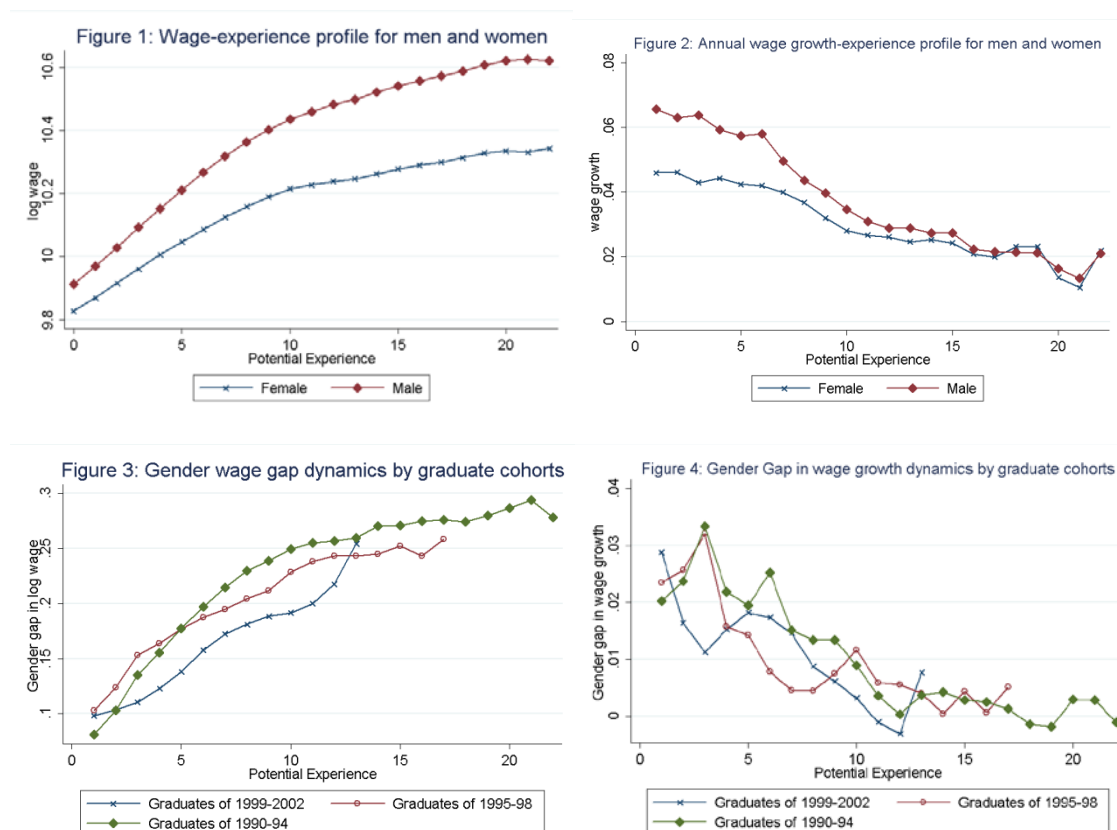 Figure 1: Wage-experience profile for men and women
log wage
10.6
10.4
10.2
10
9.8
0 5 10 15 20
Potential Experience
Female Male
Figure 2: Annual wage growth-experience profile for men and women
wage growth
.08
.06
.04
.02
0
0 5 10 15 20
Potential Experience
Female Male
Figure 3: Gender wage gap dynamics by graduate cohorts
Gender gap in log wage
.3
.25
.2
.15
.1
0 5 10 15 20
Potential Experience
Graduates of 1999-2002 Graduates of 1995-98
Graduates of 1990-94
Figure 4: Gender Gap in wage growth dynamics by graduate cohorts
Gender gap in wage growth
.04
.03
.02
.01
0
0 5 10 15 20
Potential Experience
Graduates of 1999-2002 Graduates of 1995-98
Graduates of 1990-94